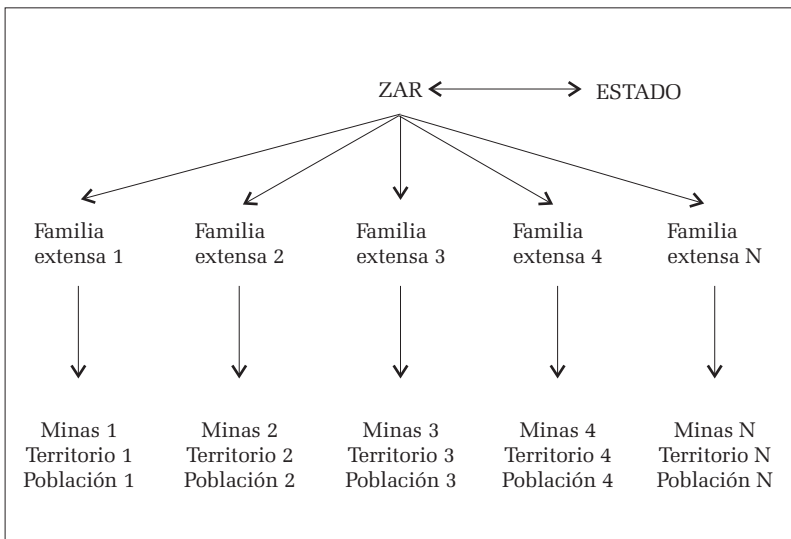 ZAR ESTADO
Familia extensa 1
Familia extensa 2
Familia extensa 3
Familia extensa 4
Familia extensa N
Minas 1
Territorio 1
Población 1
Minas 2
Territorio 2
Población 2
Minas 3
Territorio 3
Población 3
Minas 4
Territorio 4
Población 4
Minas N
Territorio N
Población N